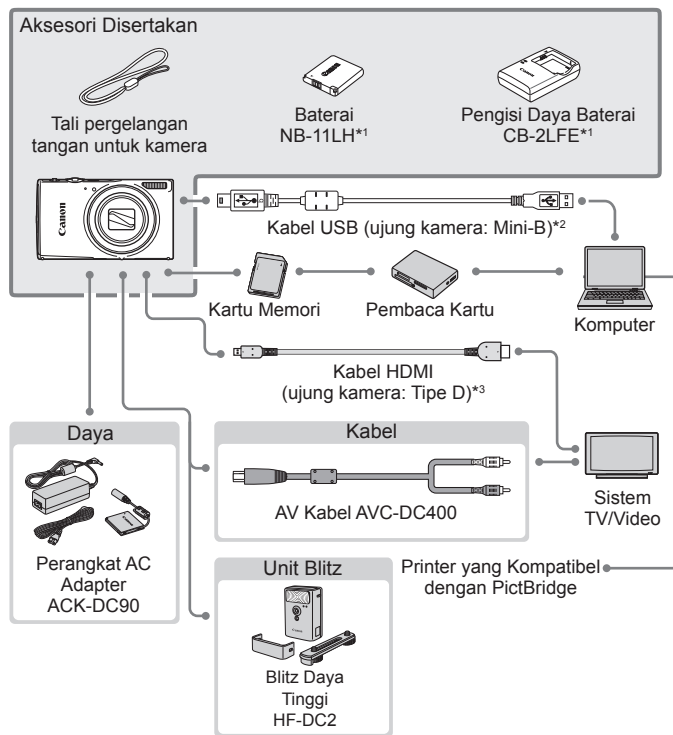 Aksesori Disertakan
Tali pergelangan
tangan untuk kamera
Baterai
NB-11LH*1
Pengisi Daya Baterai
CB-2LFE*1
Canon
Kabel USB (ujung kamera: Mini-B)*2
Kartu Memori
Pembaca Kartu
Komputer
Kabel HDMI
(ujung kamera: Tipe D)*3
Daya
Perangkat AC
Adapter
ACK-DC90
Kabel
AV Kabel AVC-DC400
Sistem
TV/Video
Unit Blitz
Blitz Daya
Tinggi
HF-DC2
Printer yang Kompatibel
dengan PictBridge